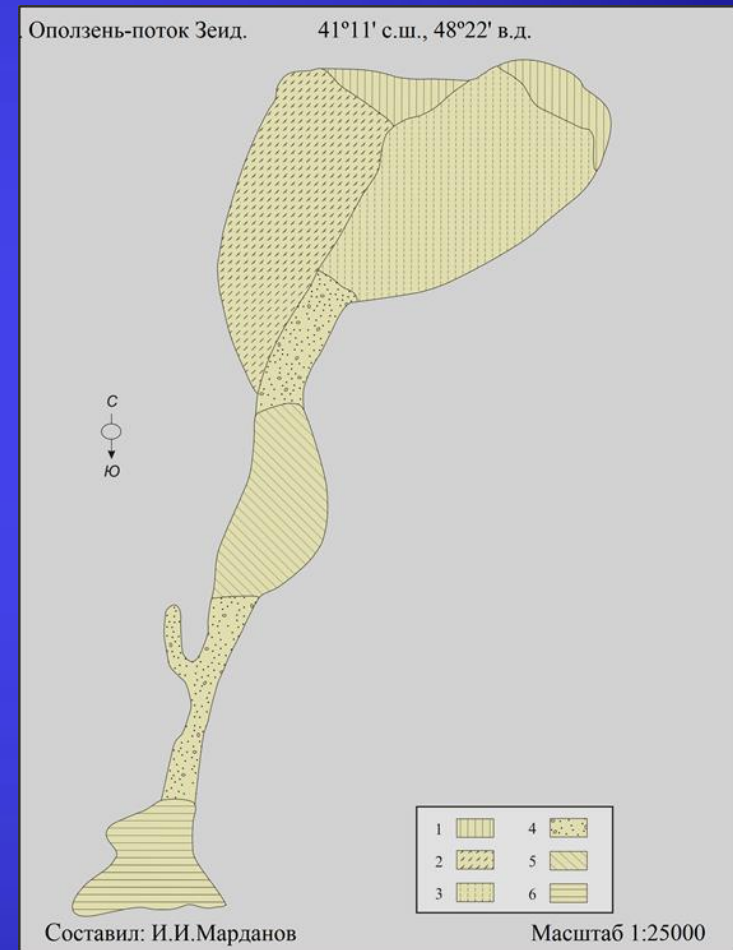 . Оползень-поток Зеид. 41°11' с.ш., 48°22' в.д.
С
Ю
1 4
2 5
3 6
Составил: И.И.Марданов Масштаб 1:25000